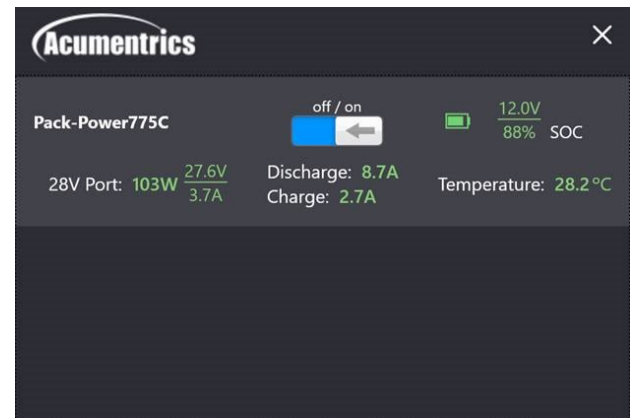 Acumentrics
Pack-Power775C
off / on
12.0V
88% SOC
28V Port: 103W 27.6V
3.7A
Discharge: 8.7A
Charge: 2.7A
Temperature: 28.2 °C